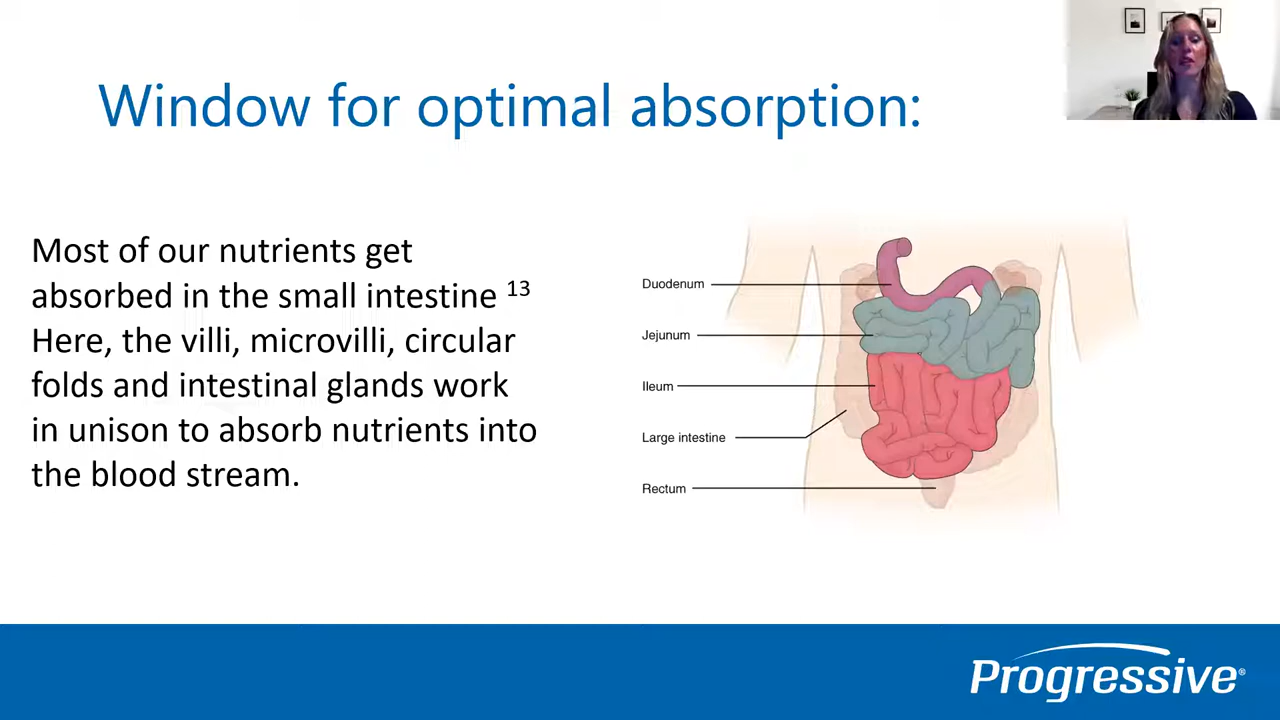 Window for optimal absorption:
Most of our nutrients get
absorbed in the small intestine 13
Here, the villi, microvilli, circular
folds and intestinal glands work
in unison to absorb nutrients into
the blood stream.
Duodenum
Jejunum
Ileum
Large intestine
Rectum
Progressive®